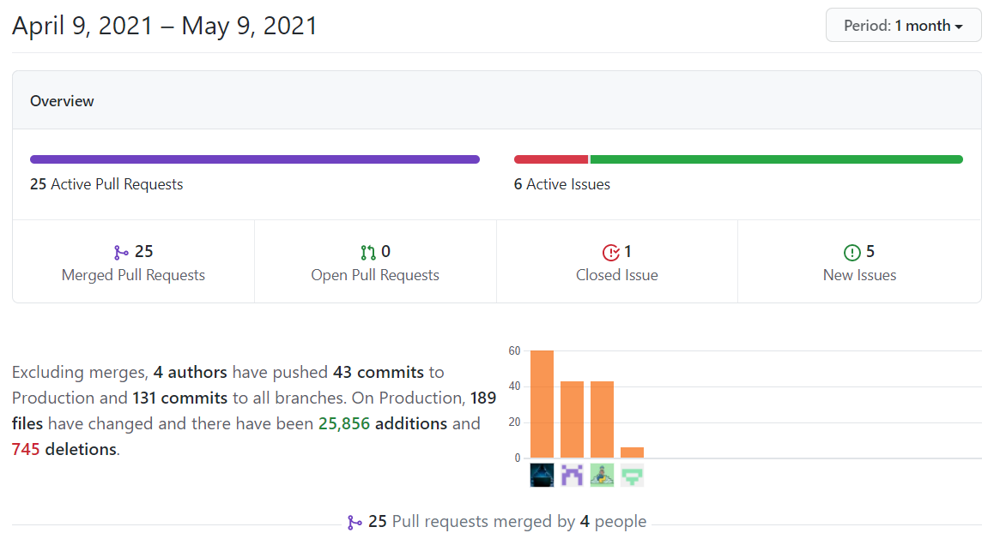 April 9, 2021 – May 9, 2021
Period: 1 month
Overview
25 Active Pull Requests
6 Active Issues
25
Merged Pull Requests
0
Open Pull Requests
1
Closed Issue
5
New Issues
Excluding merges, 4 authors have pushed 43 commits to
Production and 131 commits to all branches. On Production, 189
files have changed and there have been 25,856 additions and
745 deletions.
60
40
20
0
25 Pull requests merged by 4 people